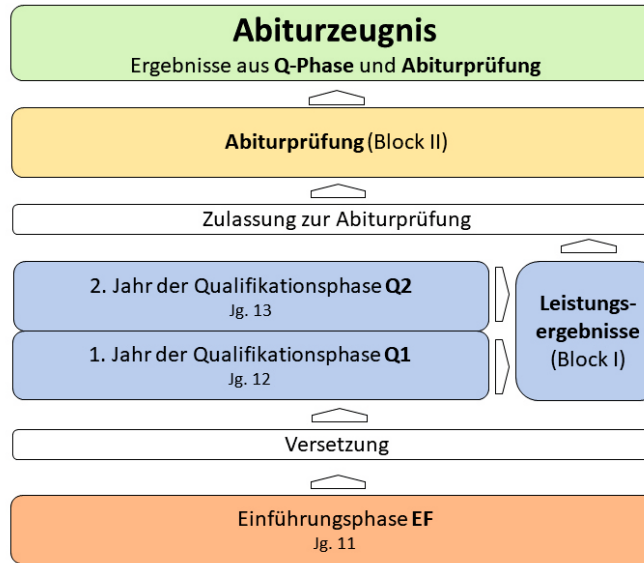 Abiturzeugnis
Ergebnisse aus Q-Phase und Abiturprüfung
Abiturprüfung (Block II)
Zulassung zur Abiturprüfung
2. Jahr der Qualifikationsphase Q2
Jg. 13
1. Jahr der Qualifikationsphase Q1
Jg. 12
Leistungs-
ergebnisse
(Block I)
Versetzung
Einführungsphase EF
Jg. 11